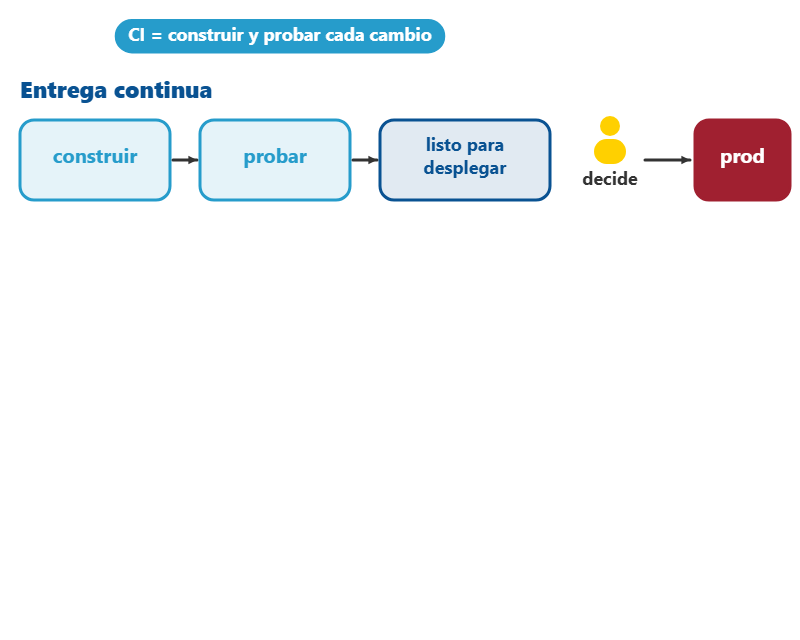 CI = construir y probar cada cambio
Entrega continua
construir
probar
listo para
desplegar
decide
prod